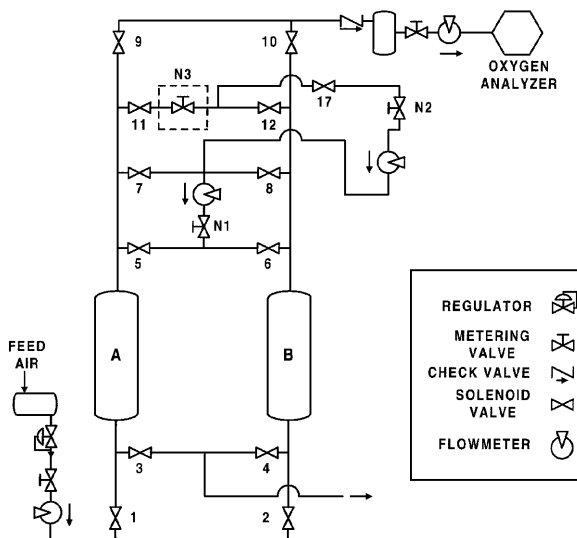 9
10
OXYGEN
ANALYZER
N3
17
N2
11
12
7
8
N1
5
6
A
B
FEED
AIR
3
4
1
2
REGULATOR
METERING
VALVE
CHECK VALVE
SOLENOID
VALVE
FLOWMETER